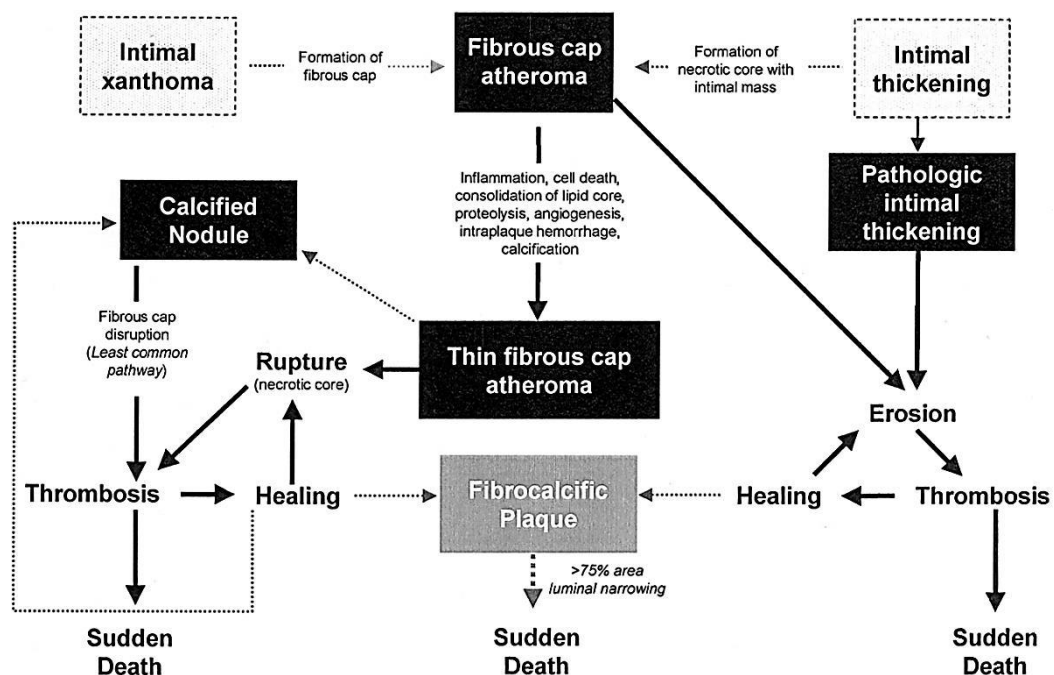 Intimal
xanthoma
Formation of
fibrous cap
Fibrous cap
atheroma
Formation of
necrotic core with
intimal mass
Intimal
thickening
Inflammation, cell death,
consolidation of lipid core,
proteolysis, angiogenesis,
intraplaque hemorrhage,
calcification
Pathologic
intimal
thickening
Calcified
Nodule
Fibrous cap
disruption
(Least common
pathway)
Rupture
(necrotic core)
Thin fibrous cap
atheroma
Erosion
Thrombosis
Healing
Fibrocalcific
Plaque
Healing
Thrombosis
>75% area
luminal narrowing
Sudden
Death
Sudden
Death
Sudden
Death